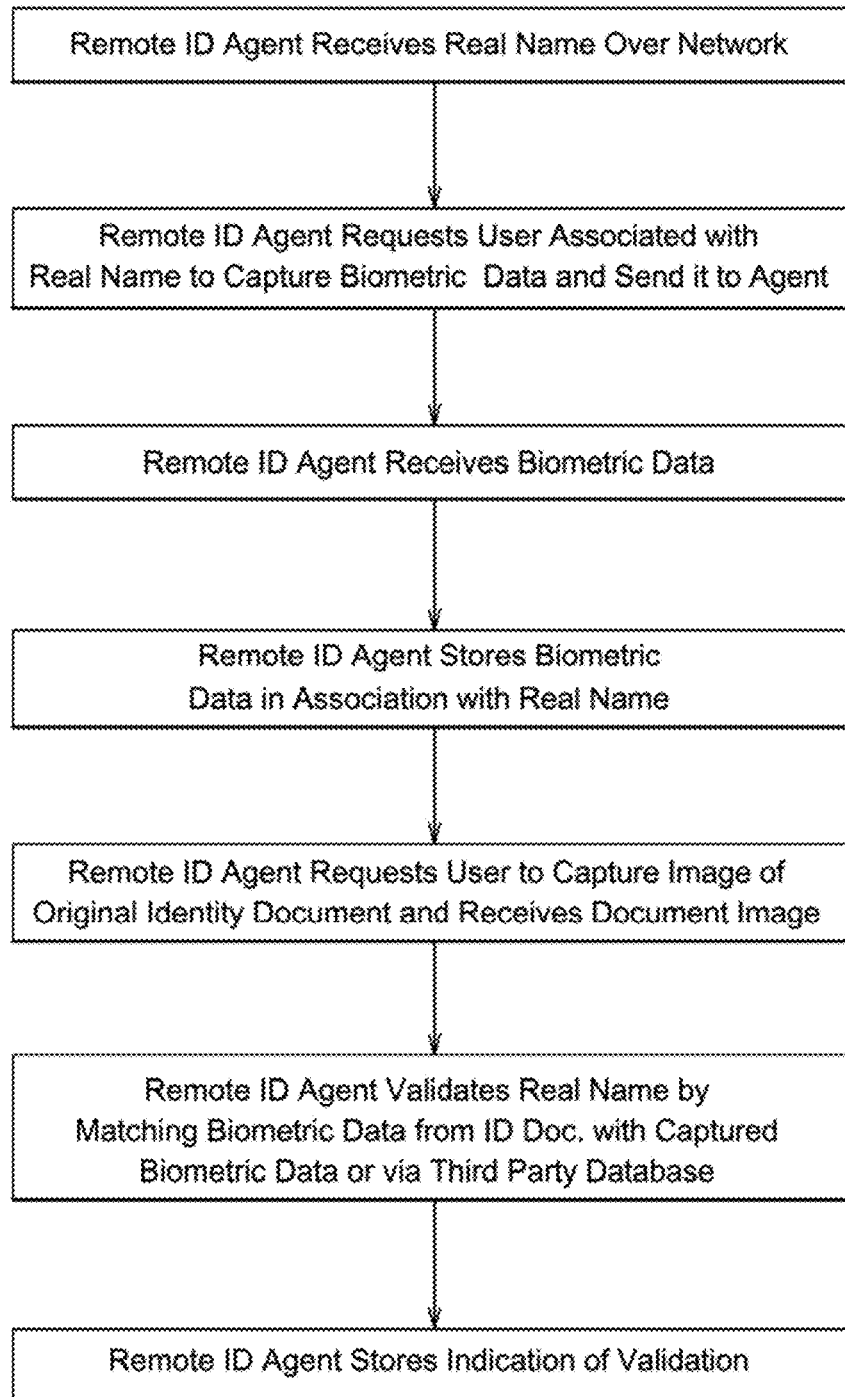 Remote ID Agent Receives Real Name Over Network
Remote ID Agent Requests User Associated with
Real Name to Capture Biometric Data and Send it to Agent
Remote ID Agent Receives Biometric Data
Remote ID Agent Stores Biometric
Data in Association with Real Name
Remote ID Agent Requests User to Capture Image of
Original Identity Document and Receives Document Image
Remote ID Agent Validates Real Name by
Matching Biometric Data from ID Doc. with Captured
Biometric Data or via Third Party Database
Remote ID Agent Stores Indication of Validation